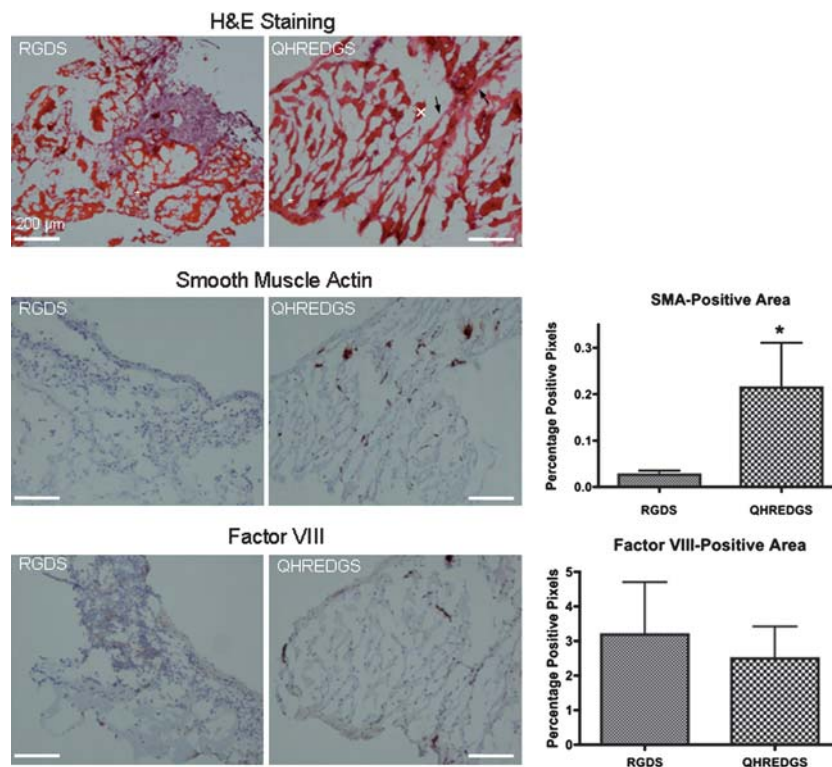 H&E Staining
RGDS
QHREDGS
200 µm
Smooth Muscle Actin
RGDS
QHREDGS
SMA-Positive Area
Percentage Positive Pixels
0.3
0.2
0.1
0.0
*
RGDS
QHREDGS
Factor VIII
RGDS
QHREDGS
Factor VIII-Positive Area
Percentage Positive Pixels
5
4
3
2
1
0
RGDS
QHREDGS